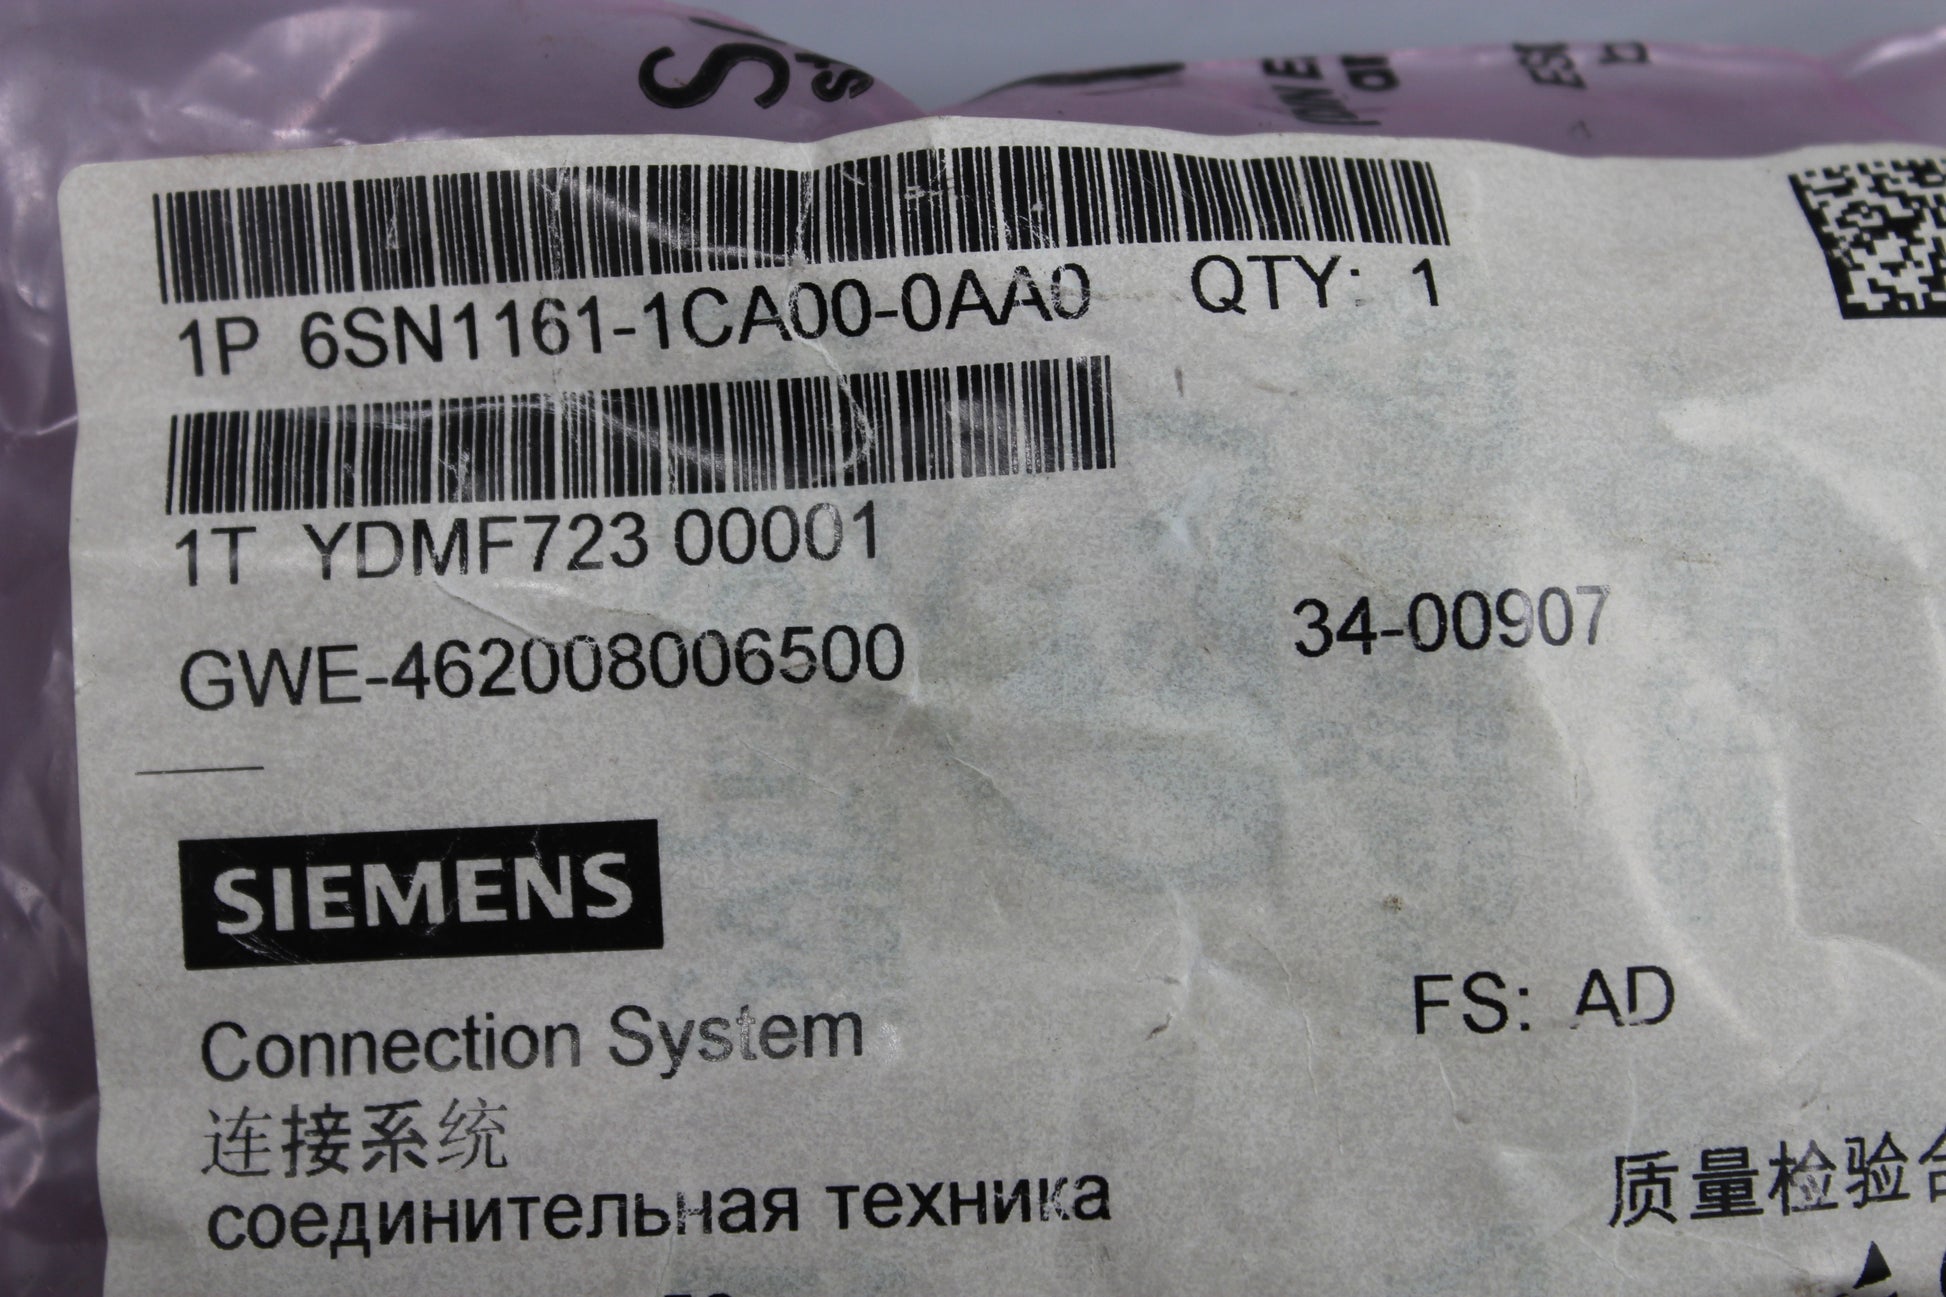 1P 6SN1161-1CA00-0AA0 QTY: 1
1T YDMF723 00001
GWE-462008006500 34-00907
SIEMENS
Connection System FS: AD
连接系统
质量检验合
соединительная техника